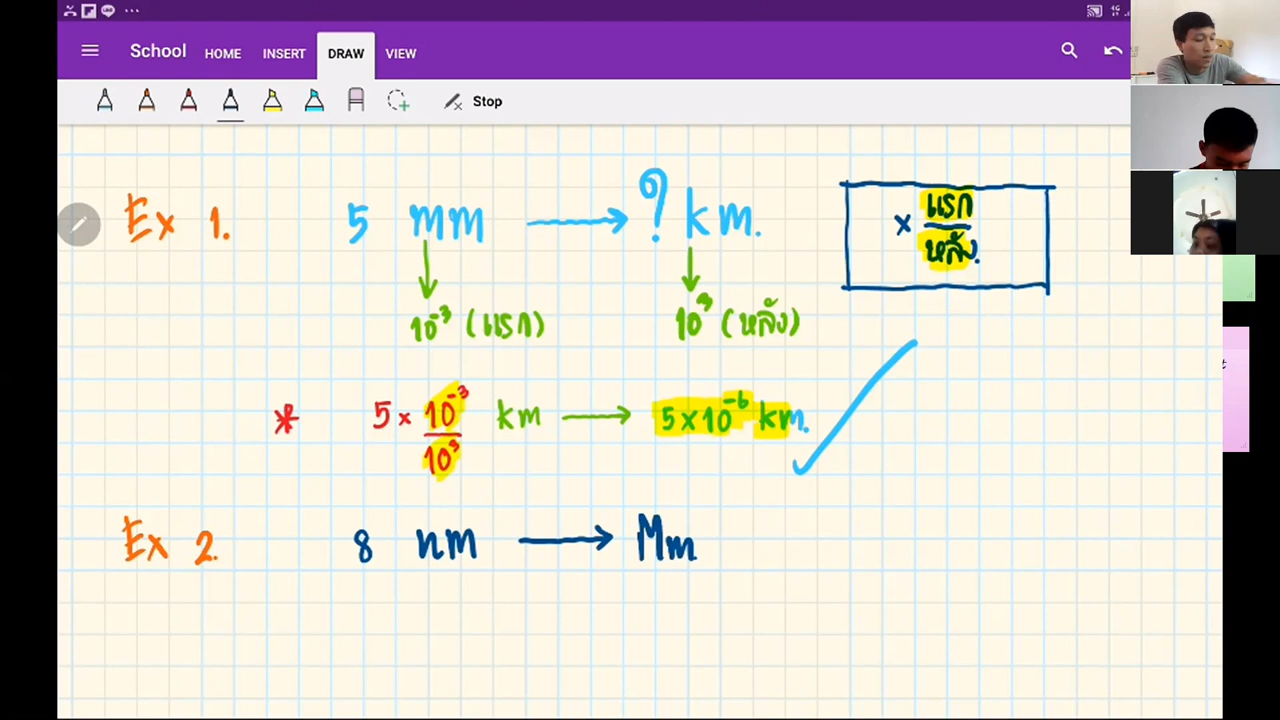 School HOME INSERT DRAW VIEW
Stop
Ex 1. 5 mm → ? km.
10⁻³ (แรก) 10³ (หลัง)
× แรก
หลัง.
* 5 × 10⁻³ / 10³ km → 5 × 10⁻⁶ km.
Ex 2. 8 nm → Mm